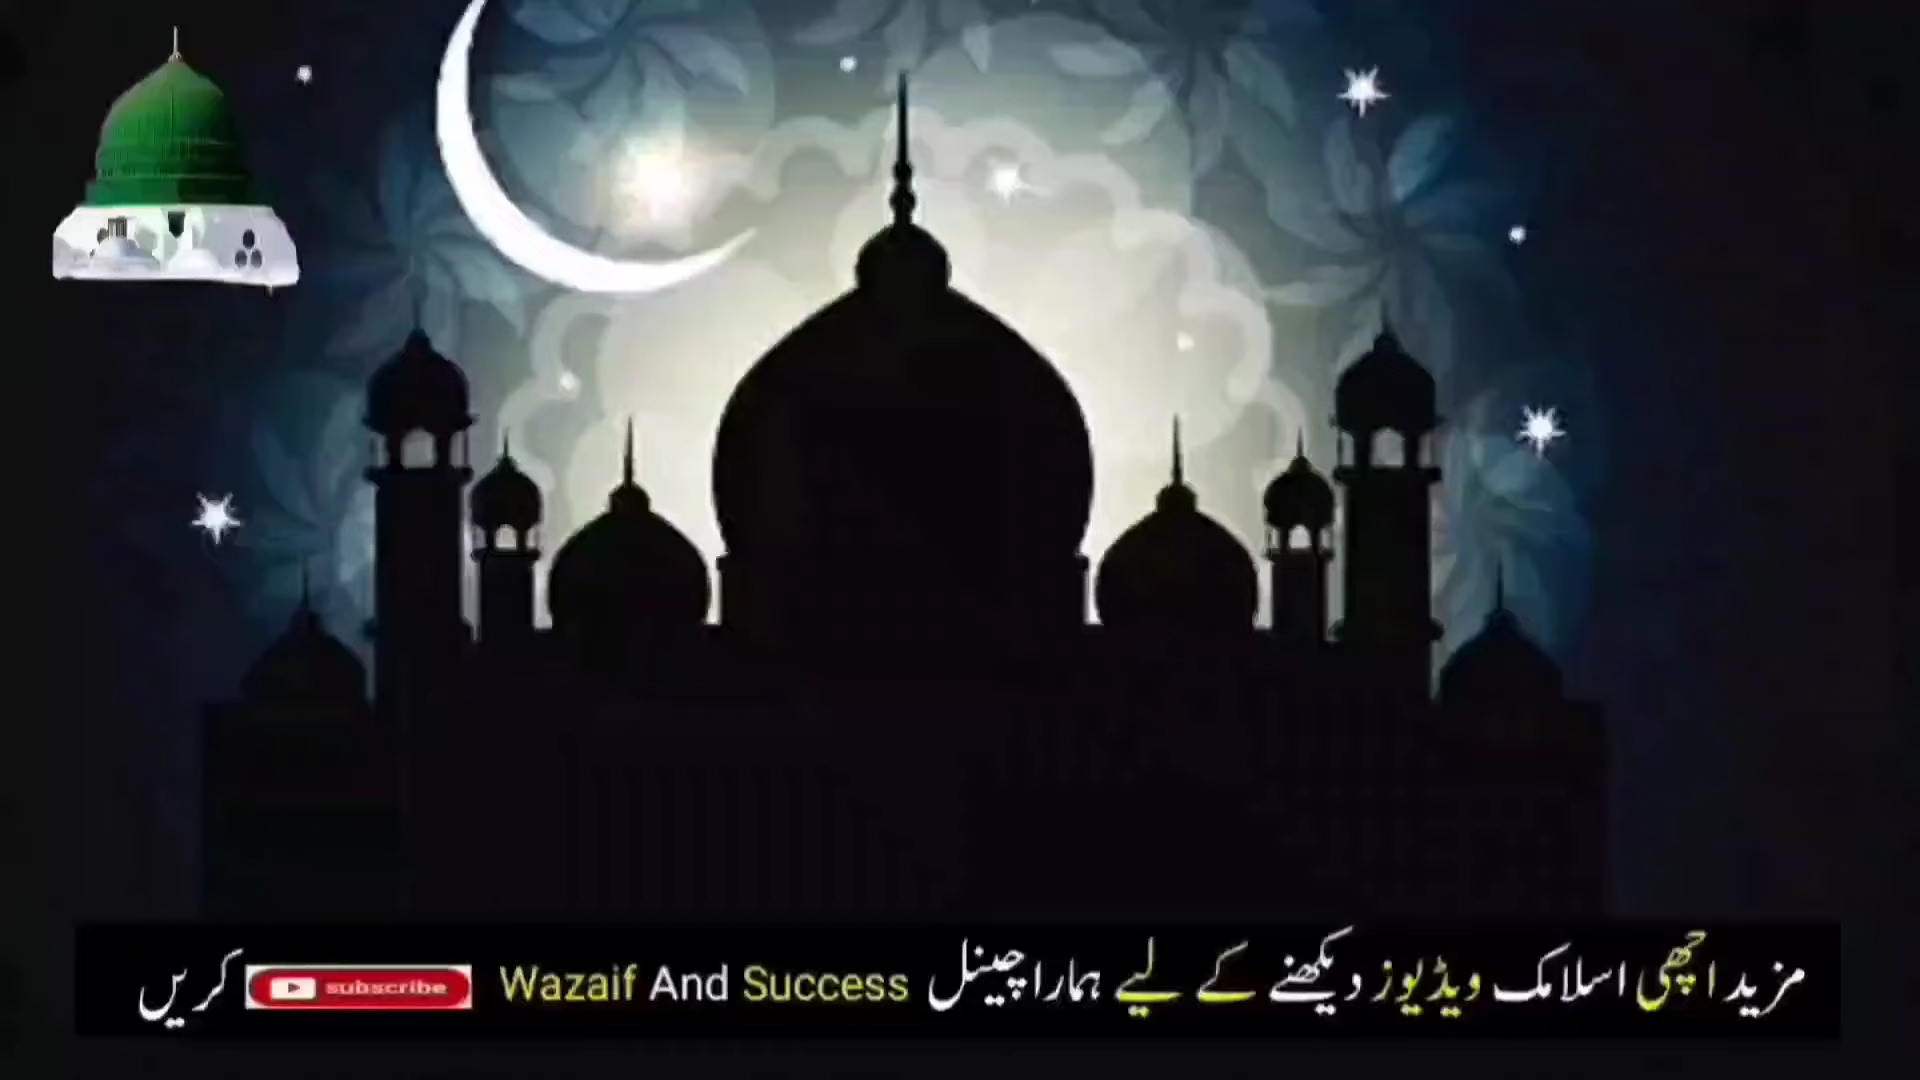 مزید اچھی اسلامک ویڈیوز دیکھنے کے لیے ہمارا چینل Wazaif And Success subscribe کریں